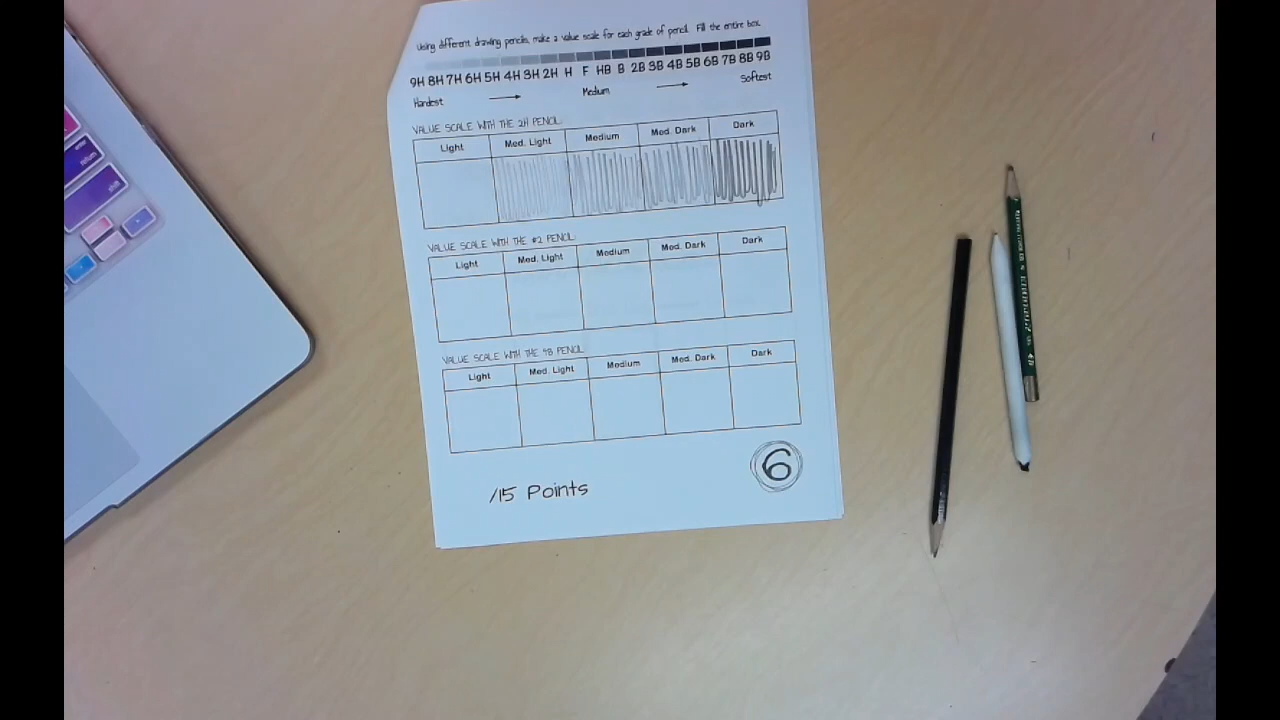 Using different drawing pencils, make a value scale for each grade of pencil. Fill the entire box.
9H 8H 7H 6H 5H 4H 3H 2H H F HB B 2B 3B 4B 5B 6B 7B 8B 9B
Hardest Medium Softest
VALUE SCALE WITH THE 2H PENCIL:
Light Med. Light Medium Med. Dark Dark
VALUE SCALE WITH THE #2 PENCIL:
Light Med. Light Medium Med. Dark Dark
VALUE SCALE WITH THE 4B PENCIL:
Light Med. Light Medium Med. Dark Dark
/15 Points
6
enter
return
shift
4B